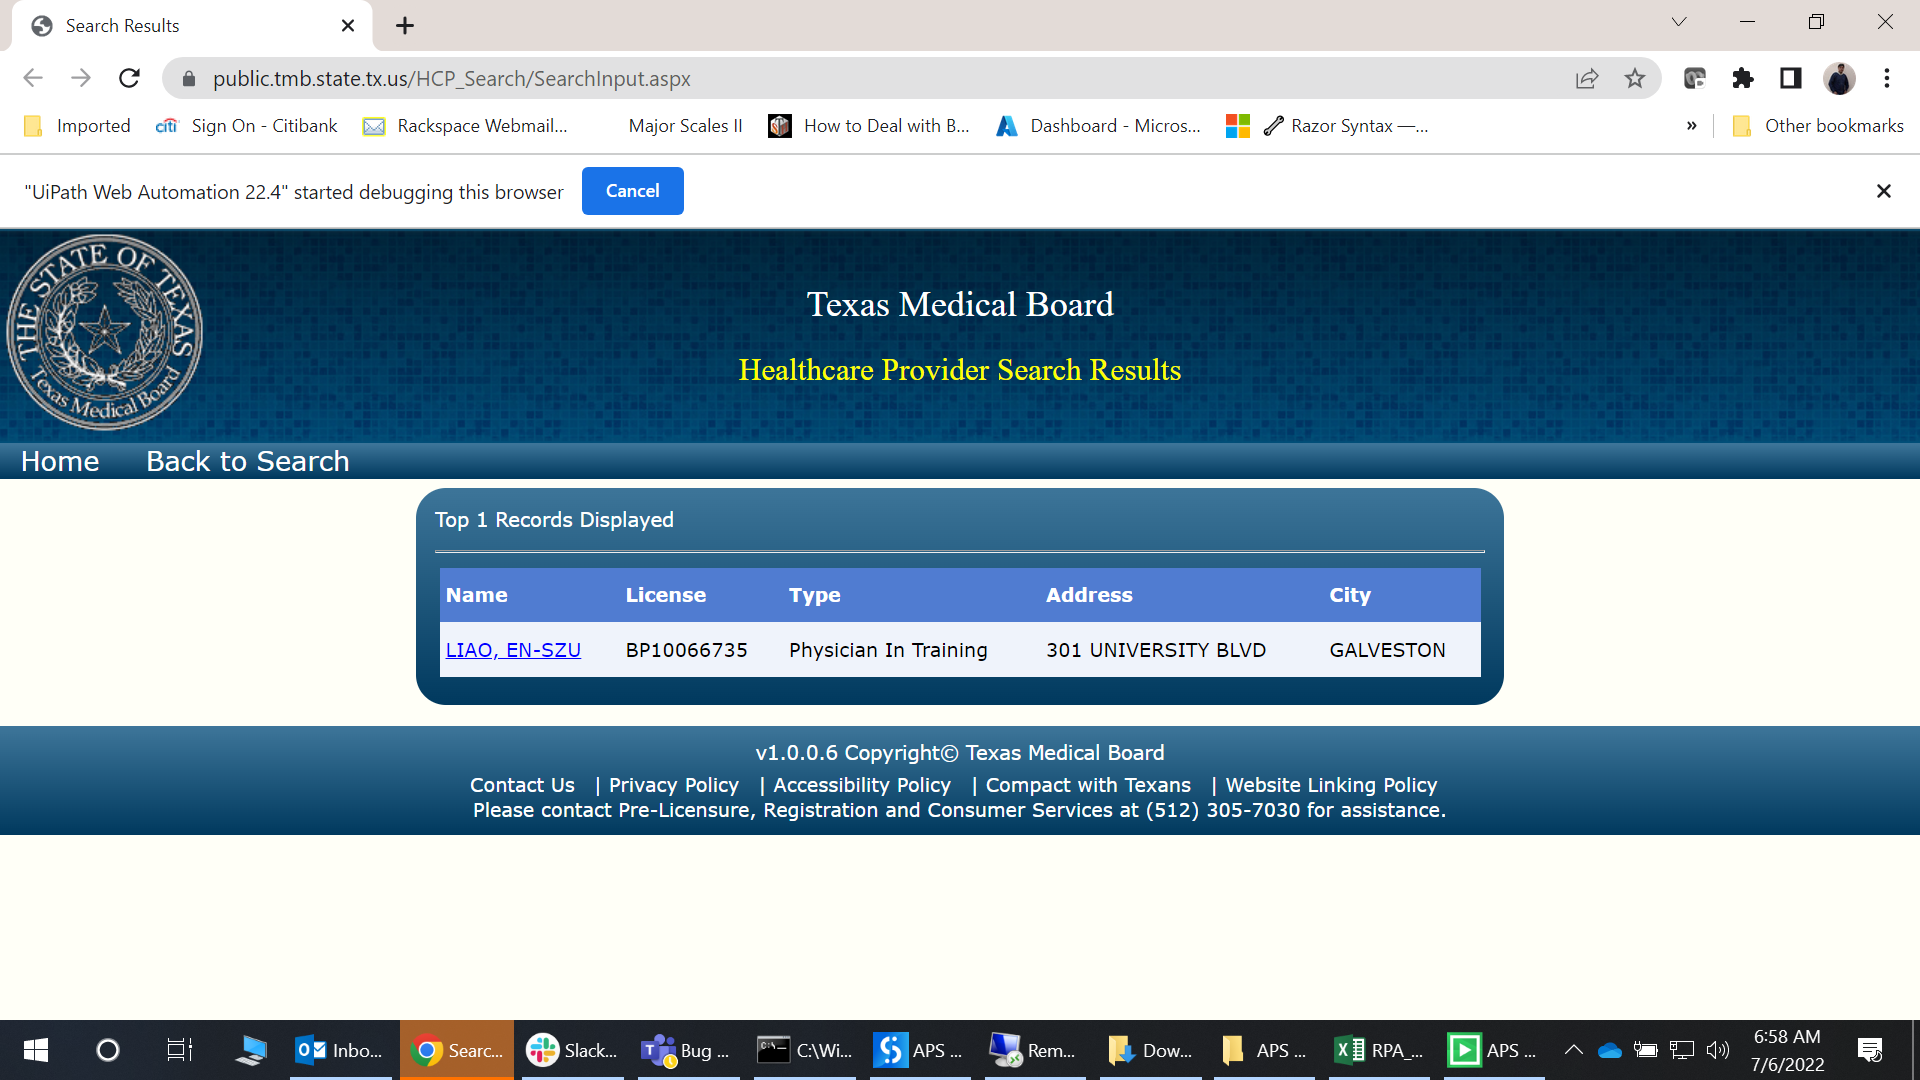 Search Results
public.tmb.state.tx.us/HCP_Search/SearchInput.aspx
Imported
citi Sign On - Citibank
Rackspace Webmail...
Major Scales II
How to Deal with B...
Dashboard - Micros...
Razor Syntax —...
»
Other bookmarks
"UiPath Web Automation 22.4" started debugging this browser
Cancel
THE STATE OF TEXAS
Texas Medical Board
Texas Medical Board
Healthcare Provider Search Results
Home Back to Search
Top 1 Records Displayed
Name License Type Address City
LIAO, EN-SZU BP10066735 Physician In Training 301 UNIVERSITY BLVD GALVESTON
v1.0.0.6 Copyright© Texas Medical Board
Contact Us | Privacy Policy | Accessibility Policy | Compact with Texans | Website Linking Policy
Please contact Pre-Licensure, Registration and Consumer Services at (512) 305-7030 for assistance.
Inbo...
Searc...
Slack...
Bug ...
C:\Wi...
APS ...
Rem...
Dow...
APS ...
RPA_...
APS ...
6:58 AM
7/6/2022